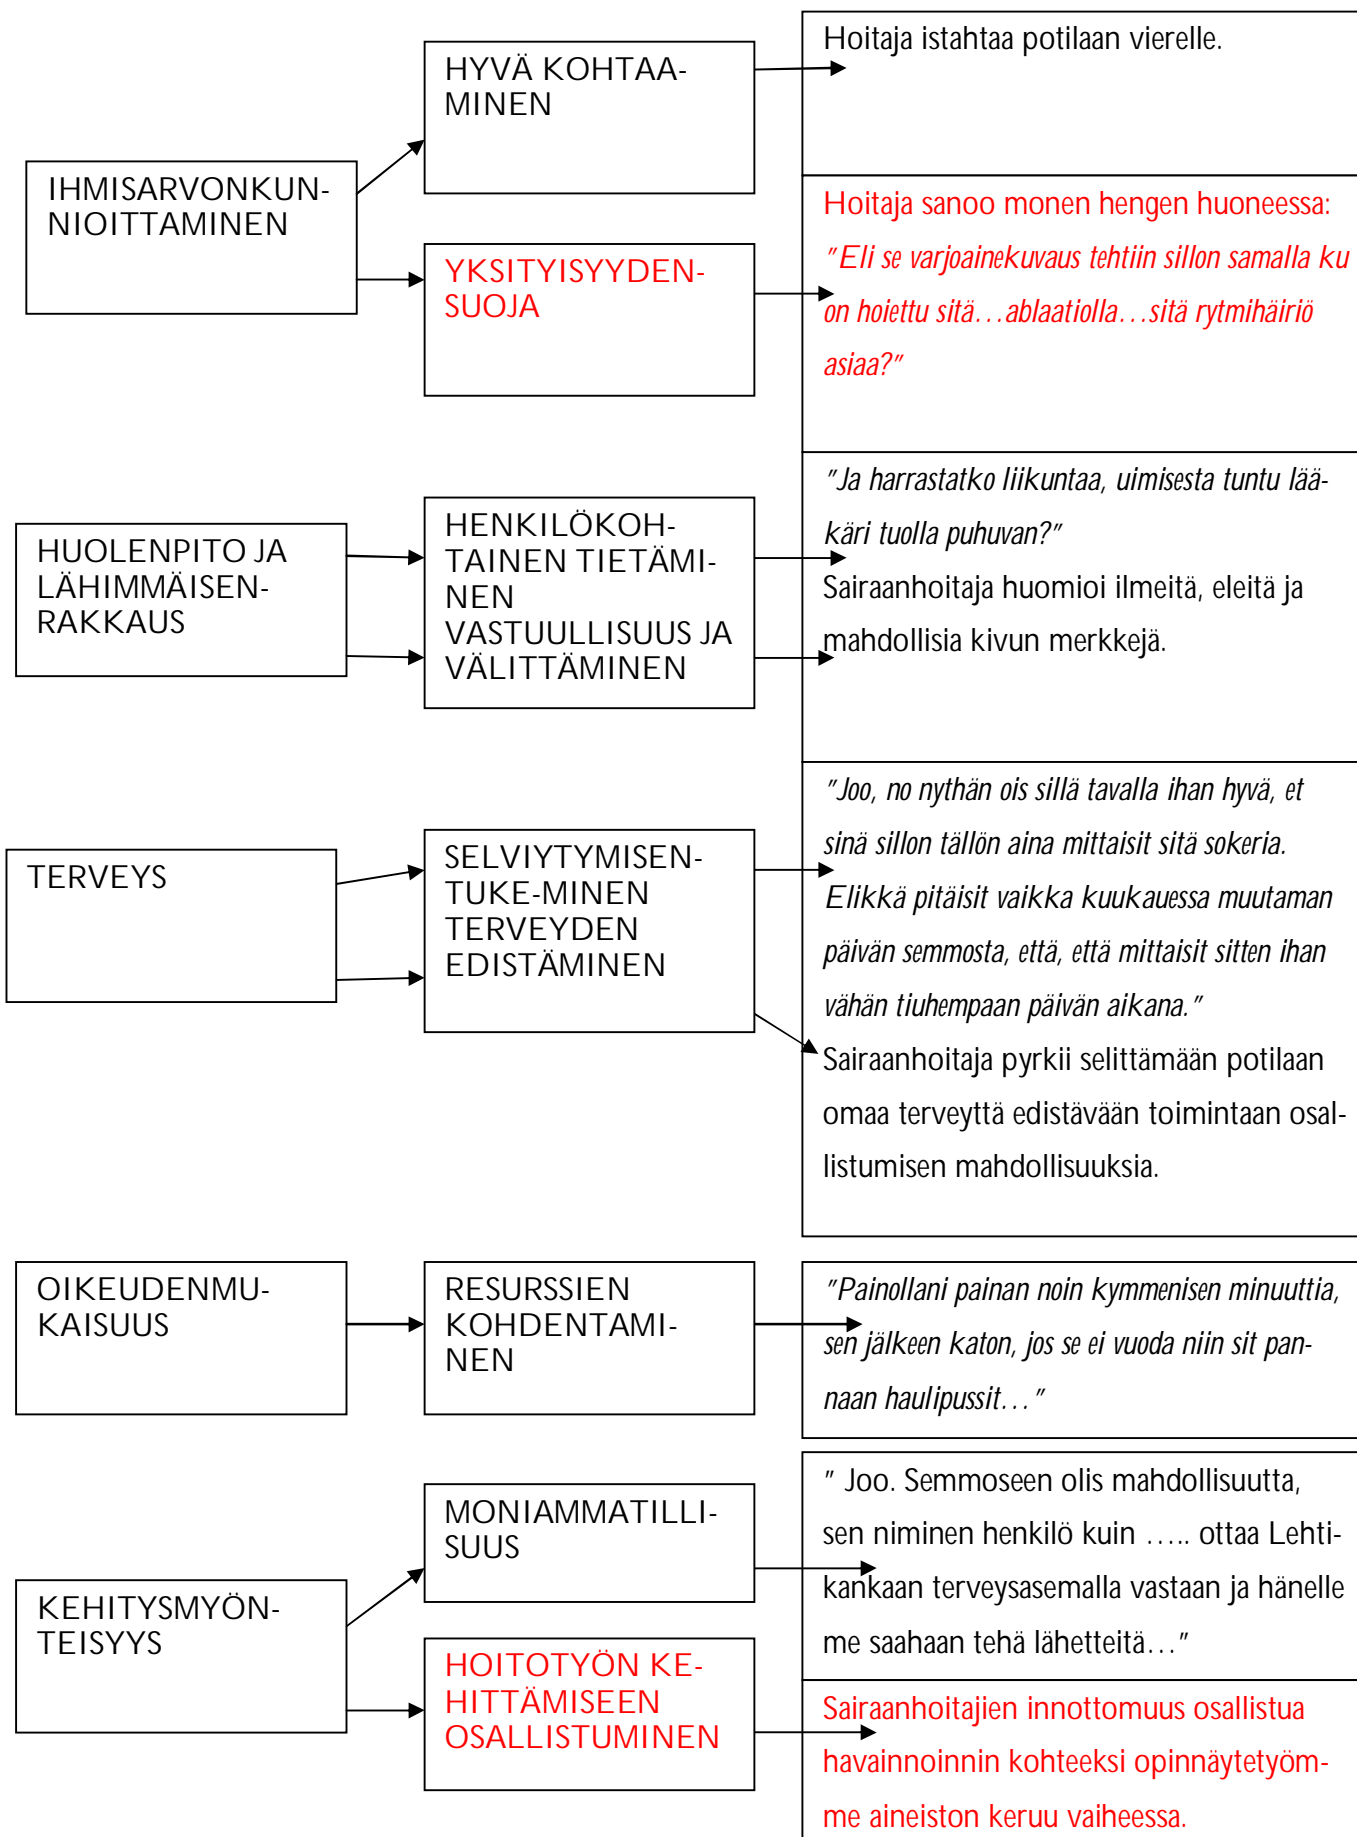 IHMISARVONKUN-
NIOITTAMINEN
HYVÄ KOHTAA-
MINEN
Hoitaja istahtaa potilaan vierelle.
YKSITYISYYDEN-
SUOJA
Hoitaja sanoo monen hengen huoneessa:
"Eli se varjoainekuvaus tehtiin sillon samalla ku
on hoiettu sitä…ablaatiolla…sitä rytmihäiriö
asiaa?"
HUOLENPITO JA
LÄHIMMÄISEN-
RAKKAUS
HENKILÖKOH-
TAINEN TIETÄMI-
NEN
VASTUULLISUUS JA
VÄLITTÄMINEN
"Ja harrastatko liikuntaa, uimisesta tuntu lää-
käri tuolla puhuvan?"
Sairaanhoitaja huomioi ilmeitä, eleitä ja
mahdollisia kivun merkkejä.
TERVEYS
SELVIYTYMISEN-
TUKE-MINEN
TERVEYDEN
EDISTÄMINEN
"Joo, no nythän ois sillä tavalla ihan hyvä, et
sinä sillon tällön aina mittaisit sitä sokeria.
Elikkä pitäisit vaikka kuukauessa muutaman
päivän semmosta, että, että mittaisit sitten ihan
vähän tiuhempaan päivän aikana."
Sairaanhoitaja pyrkii selittämään potilaan
omaa terveyttä edistävään toimintaan osal-
listumisen mahdollisuuksia.
OIKEUDENMU-
KAISUUS
RESURSSIEN
KOHDENTAMI-
NEN
"Painollani painan noin kymmenisen minuuttia,
sen jälkeen katon, jos se ei vuoda niin sit pan-
naan haulipussit…"
KEHITYSMYÖN-
TEISYYS
MONIAMMATILLI-
SUUS
" Joo. Semmoseen olis mahdollisuutta,
sen niminen henkilö kuin ….. ottaa Lehti-
kankaan terveysasemalla vastaan ja hänelle
me saahaan tehä lähetteitä…"
HOITOTYÖN KE-
HITTÄMISEEN
OSALLISTUMINEN
Sairaanhoitajien innottomuus osallistua
havainnoinnin kohteeksi opinnäytetyöm-
me aineiston keruu vaiheessa.